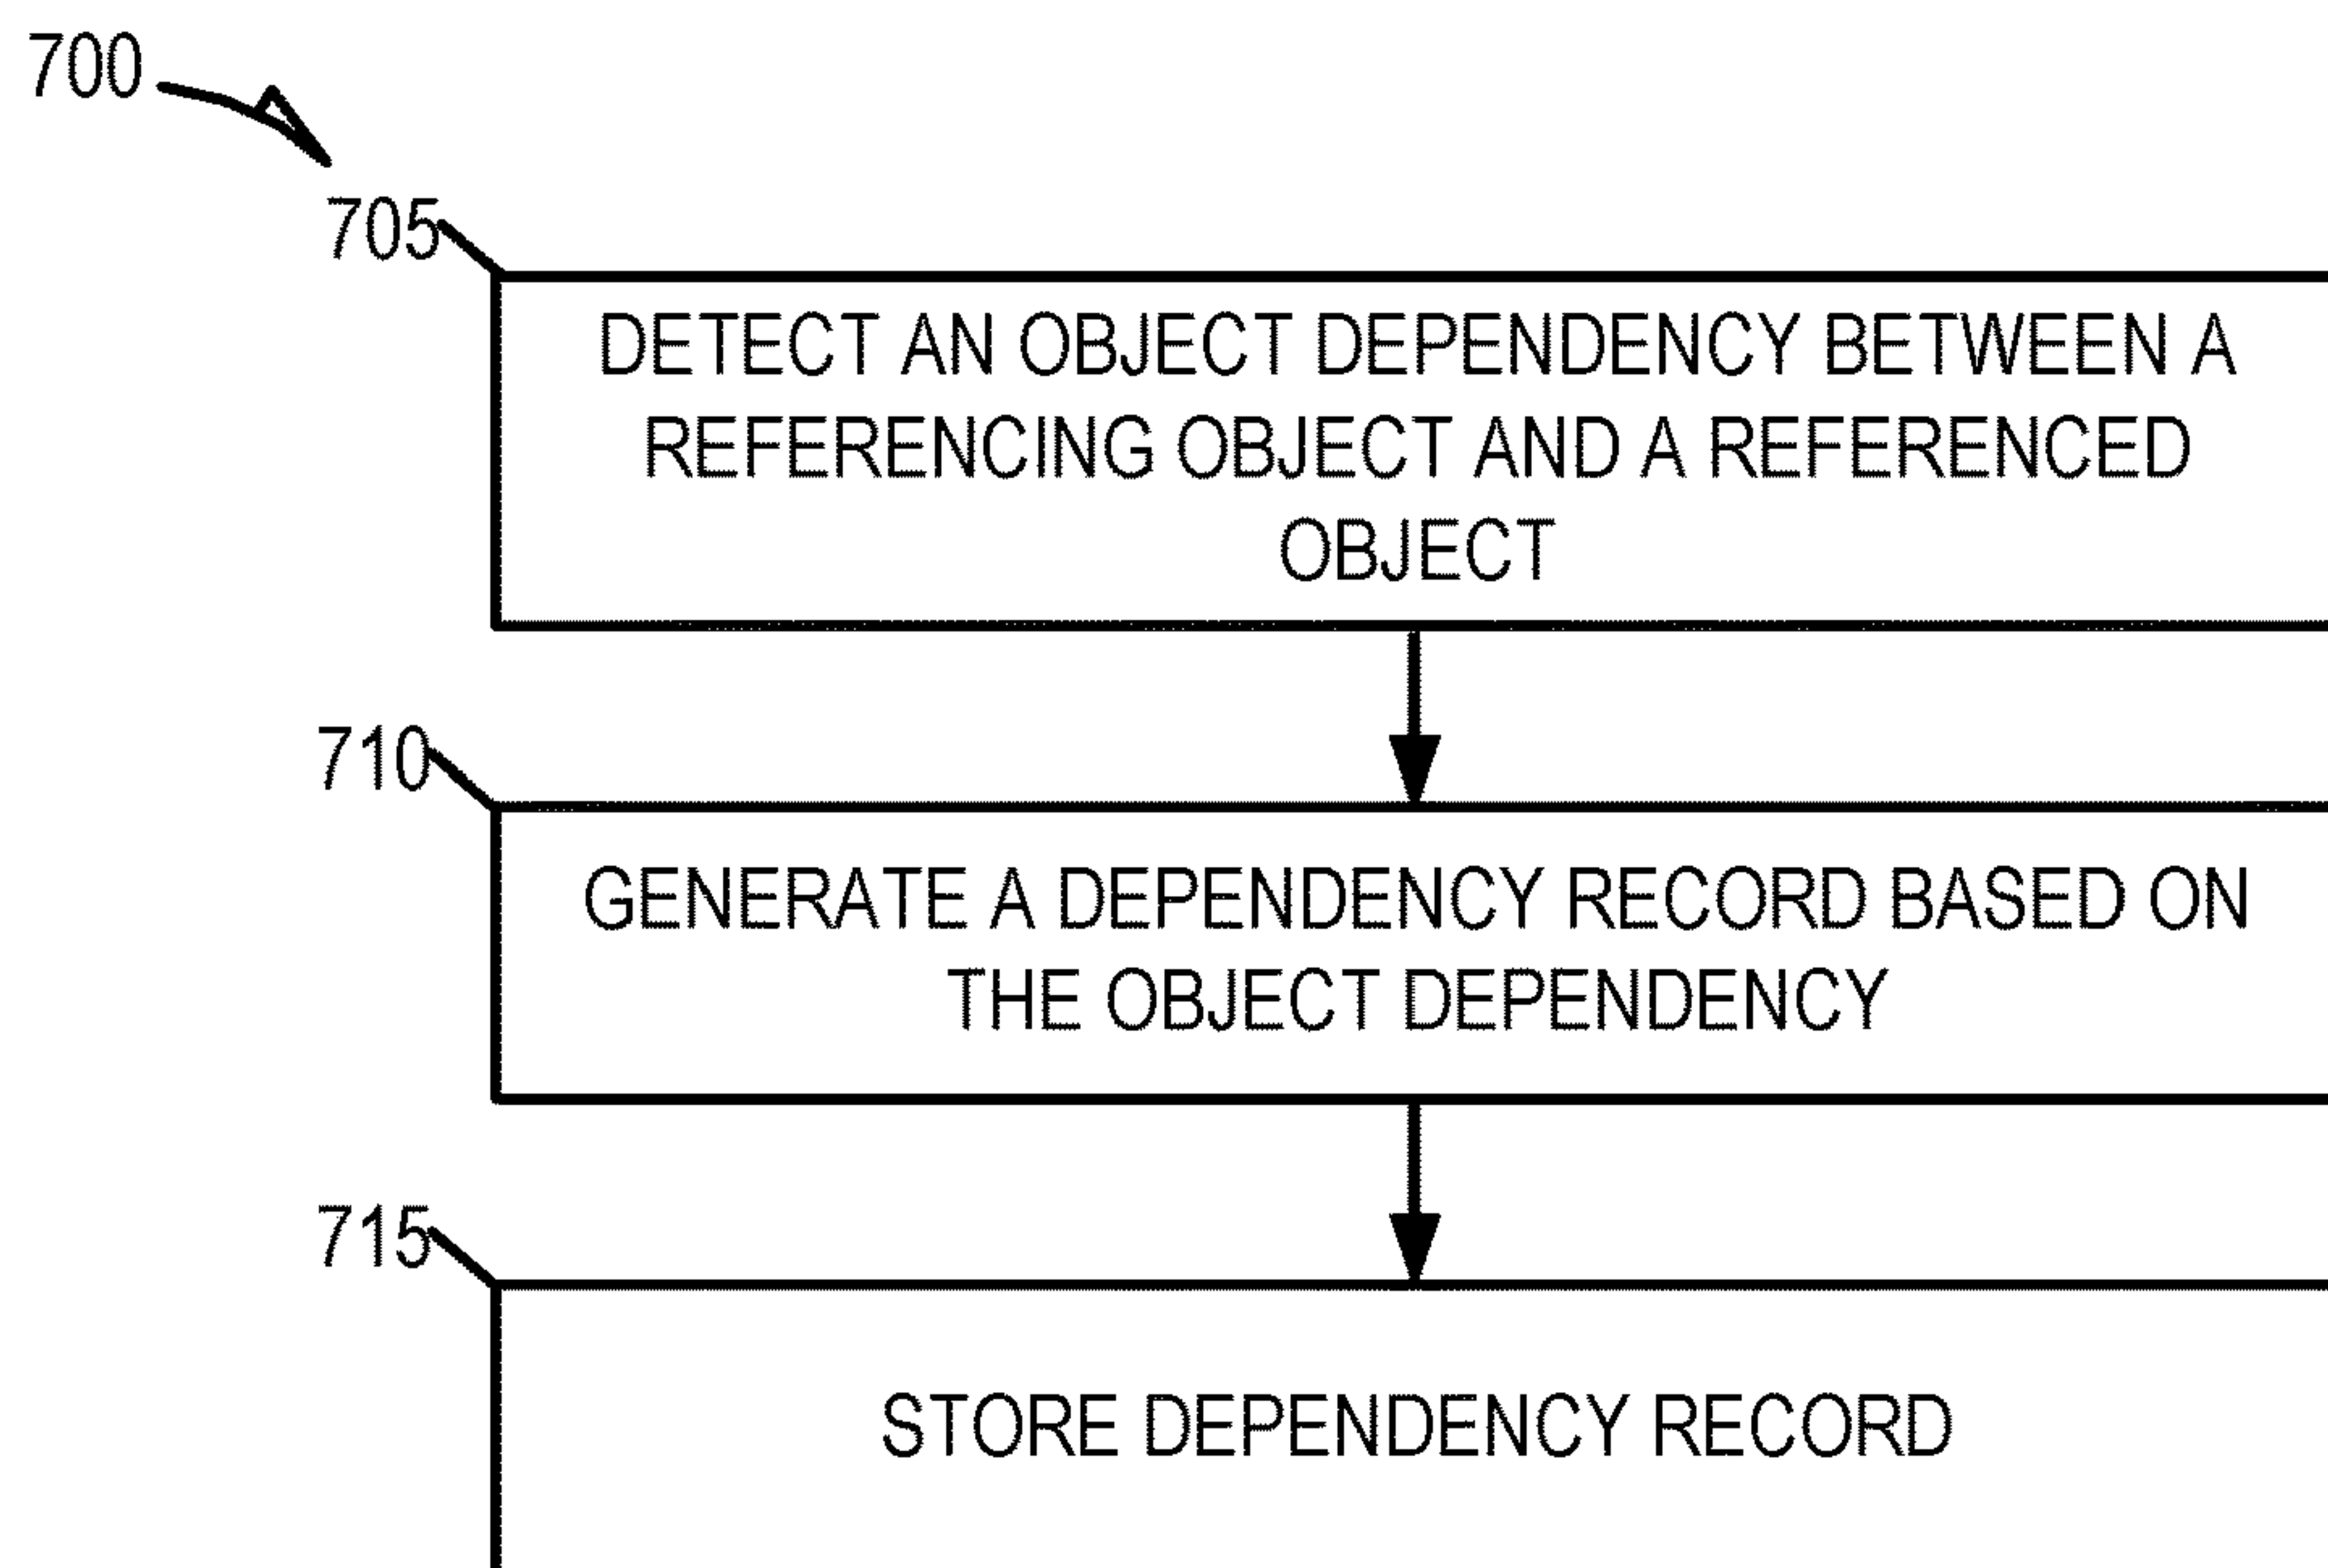 700
705
DETECT AN OBJECT DEPENDENCY BETWEEN A
REFERENCING OBJECT AND A REFERENCED
OBJECT
710
GENERATE A DEPENDENCY RECORD BASED ON
THE OBJECT DEPENDENCY
715
STORE DEPENDENCY RECORD